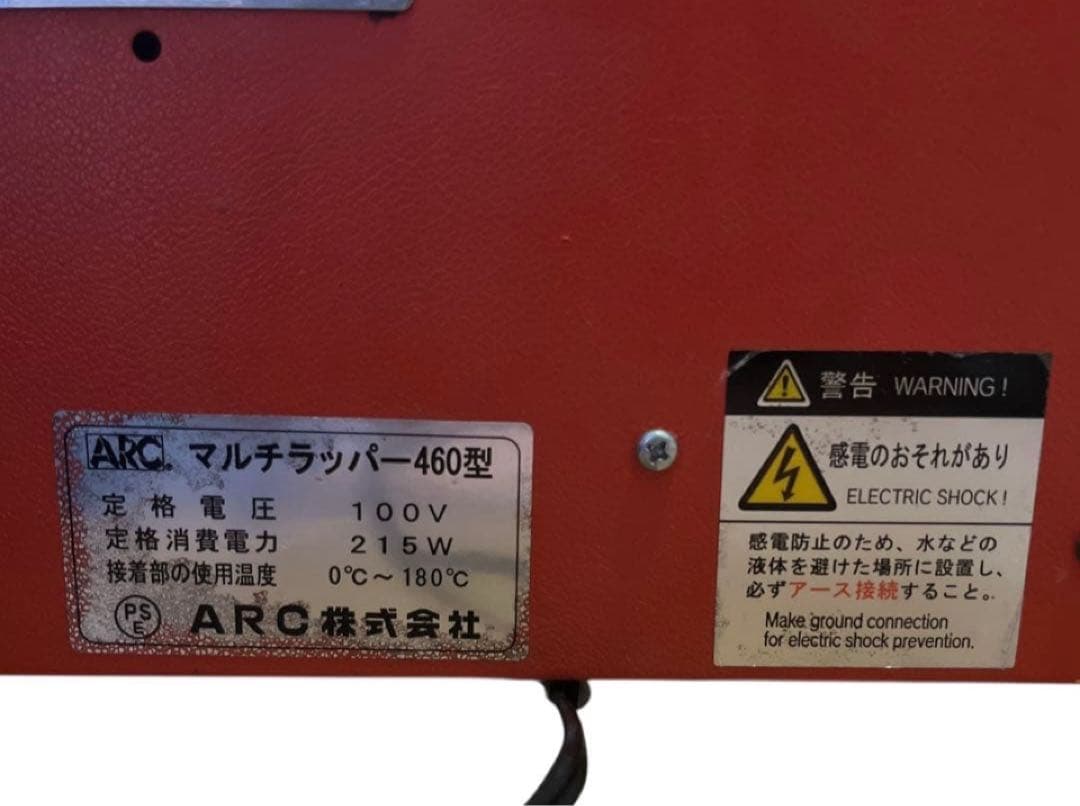 ARC® マルチラッパー460型
定格電圧 100V
定格消費電力 215W
接着部の使用温度 0℃～180℃
PSE ARC株式会社
警告 WARNING!
感電のおそれがあり
ELECTRIC SHOCK!
感電防止のため、水などの
液体を避けた場所に設置し、
必ずアース接続すること。
Make ground connection
for electric shock prevention.